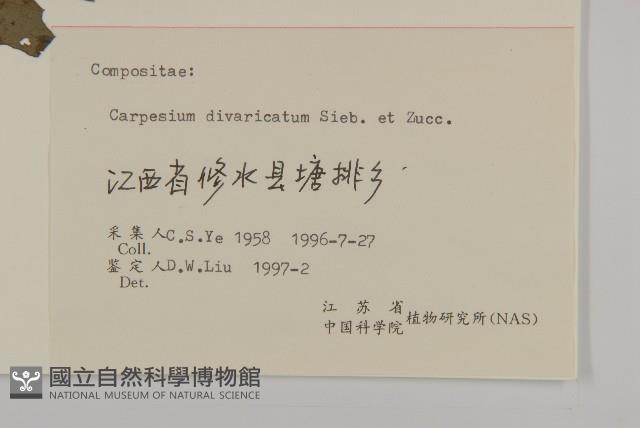 Compositae:
Carpesium divaricatum Sieb. et Zucc.
江西省修水县塘排乡
采集人C.S.Ye 1958 1996-7-27
Coll.
鉴定人D.W.Liu 1997-2
Det.
江苏省
中国科学院植物研究所(NAS)
國立自然科學博物館
NATIONAL MUSEUM OF NATURAL SCIENCE